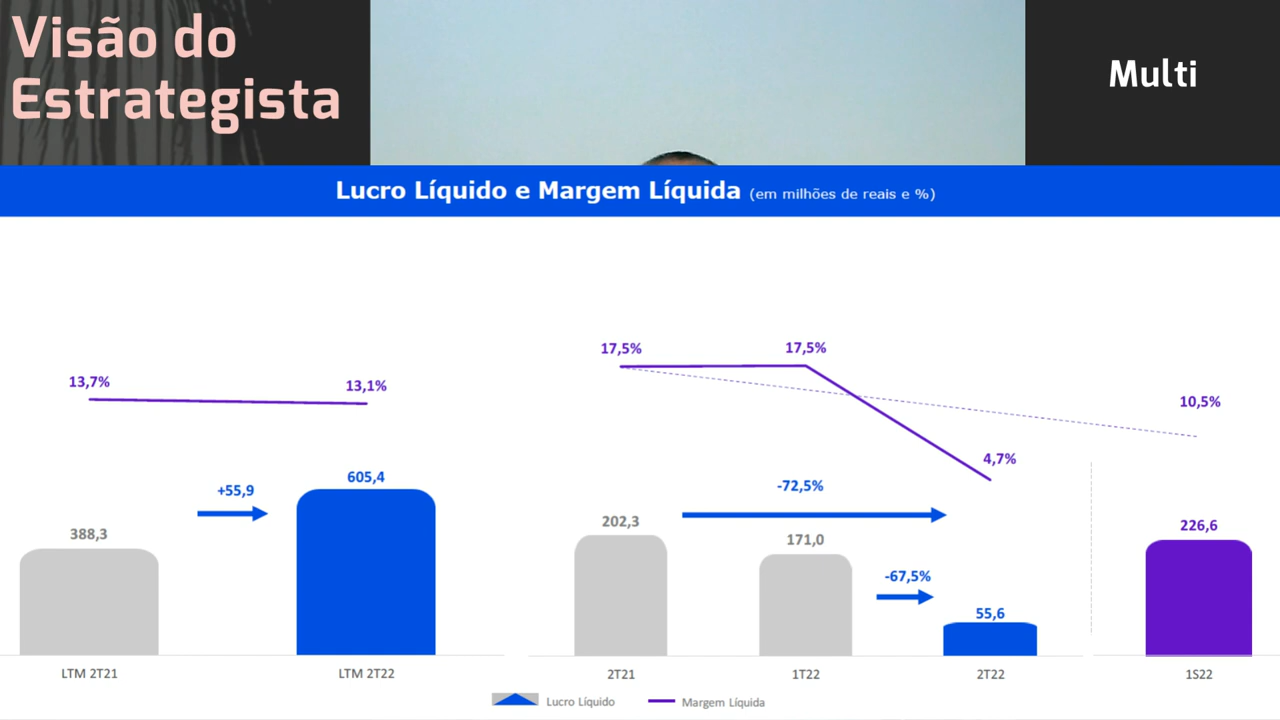 Visão do
Estrategista
Multi
Lucro Líquido e Margem Líquida (em milhões de reais e %)
17,5%
17,5%
13,7%
13,1%
10,5%
4,7%
+55,9
605,4
-72,5%
388,3
202,3
171,0
226,6
-67,5%
55,6
LTM 2T21
LTM 2T22
2T21
1T22
2T22
1S22
Lucro Líquido
Margem Líquida